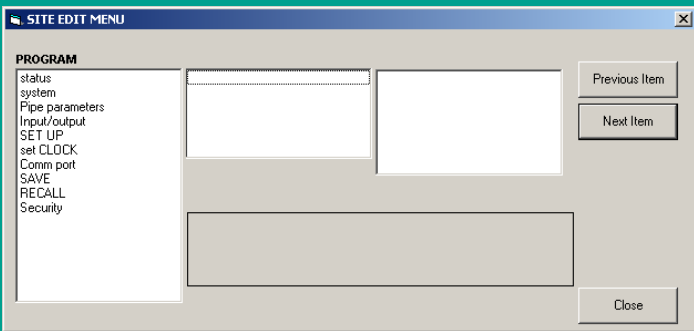 SITE EDIT MENU
PROGRAM
status
system
Pipe parameters
Input/output
SET UP
set CLOCK
Comm port
SAVE
RECALL
Security
Previous Item
Next Item
Close